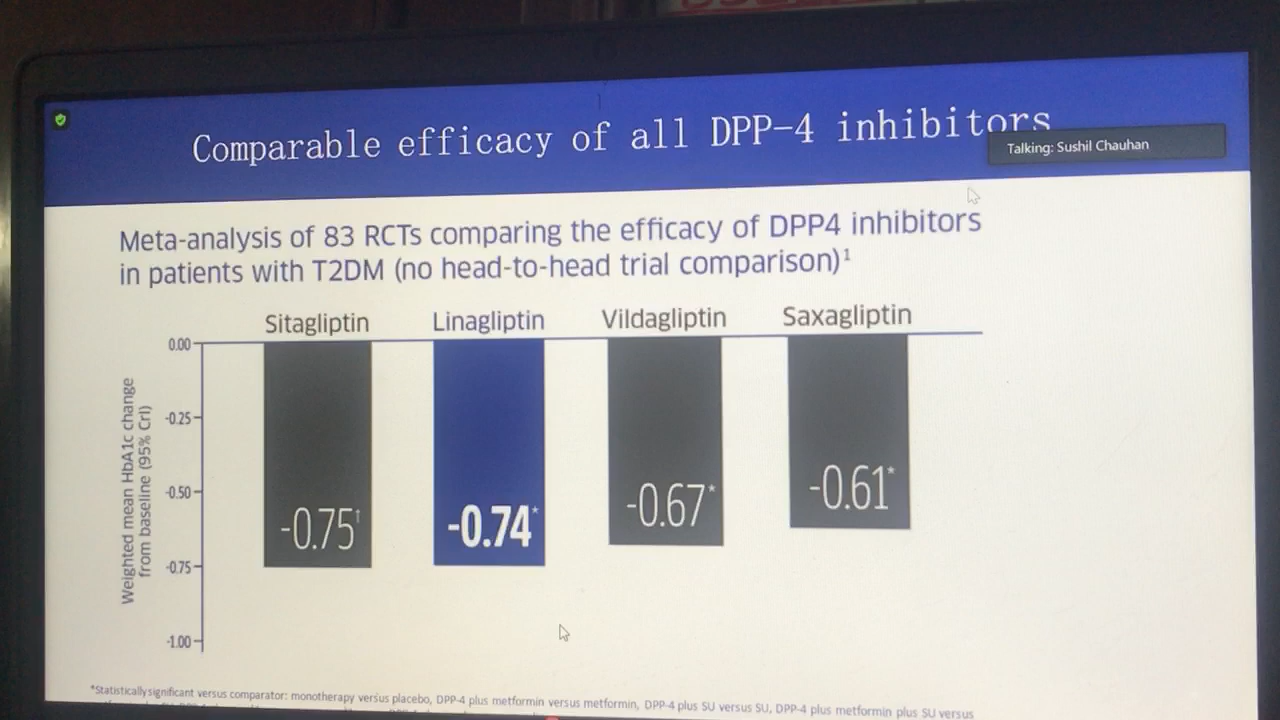 Comparable efficacy of all DPP-4 inhibitors
Talking: Sushil Chauhan
Meta-analysis of 83 RCTs comparing the efficacy of DPP4 inhibitors
in patients with T2DM (no head-to-head trial comparison)¹
Sitagliptin Linagliptin Vildagliptin Saxagliptin
Weighted mean HbA1c change
from baseline (95% CrI)
0.00
-0.25
-0.50
-0.75
-1.00
-0.75†
-0.74*
-0.67*
-0.61*
*Statistically significant versus comparator: monotherapy versus placebo, DPP-4 plus metformin versus metformin, DPP-4 plus SU versus SU, DPP-4 plus metformin plus SU versus